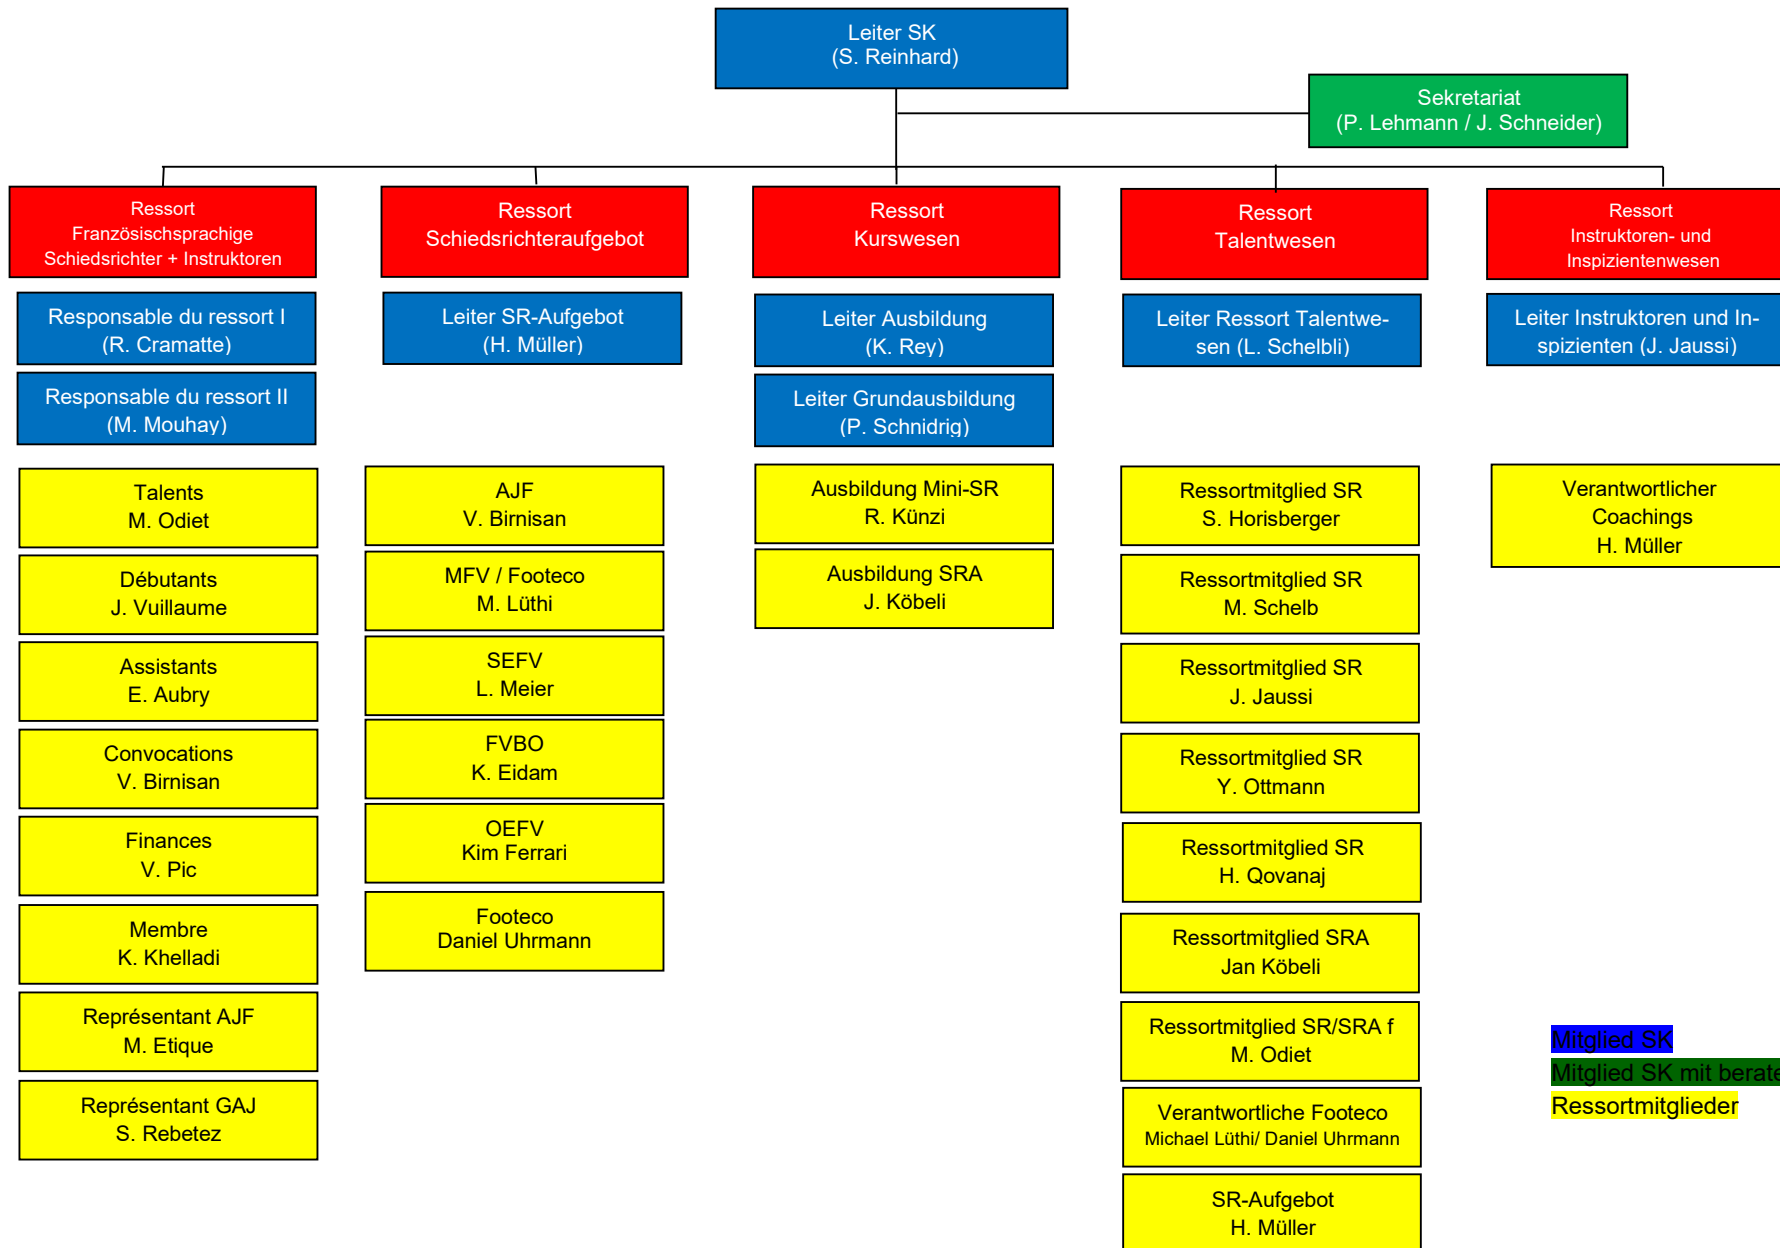 Leiter SK
(S. Reinhard)
Sekretariat
(P. Lehmann / J. Schneider)
Ressort
Französischsprachige
Schiedsrichter + Instruktoren
Responsable du ressort I
(R. Cramatte)
Responsable du ressort II
(M. Mouhay)
Talents
M. Odiet
Débutants
J. Vuillaume
Assistants
E. Aubry
Convocations
V. Birnisan
Finances
V. Pic
Membre
K. Khelladi
Représentant AJF
M. Etique
Représentant GAJ
S. Rebetez
Ressort
Schiedsrichteraufgebot
Leiter SR-Aufgebot
(H. Müller)
AJF
V. Birnisan
MFV / Footeco
M. Lüthi
SEFV
L. Meier
FVBO
K. Eidam
OEFV
Kim Ferrari
Footeco
Daniel Uhrmann
Ressort
Kurswesen
Leiter Ausbildung
(K. Rey)
Leiter Grundausbildung
(P. Schnidrig)
Ausbildung Mini-SR
R. Künzi
Ausbildung SRA
J. Köbeli
Ressort
Talentwesen
Leiter Ressort Talentwe-
sen (L. Schelbli)
Ressortmitglied SR
S. Horisberger
Ressortmitglied SR
M. Schelb
Ressortmitglied SR
J. Jaussi
Ressortmitglied SR
Y. Ottmann
Ressortmitglied SR
H. Qovanaj
Ressortmitglied SRA
Jan Köbeli
Ressortmitglied SR/SRA f
M. Odiet
Verantwortliche Footeco
Michael Lüthi/ Daniel Uhrmann
SR-Aufgebot
H. Müller
Ressort
Instruktoren- und
Inspizientenwesen
Leiter Instruktoren und In-
spizienten (J. Jaussi)
Verantwortlicher
Coachings
H. Müller
Mitglied SK
Mitglied SK mit berate
Ressortmitglieder